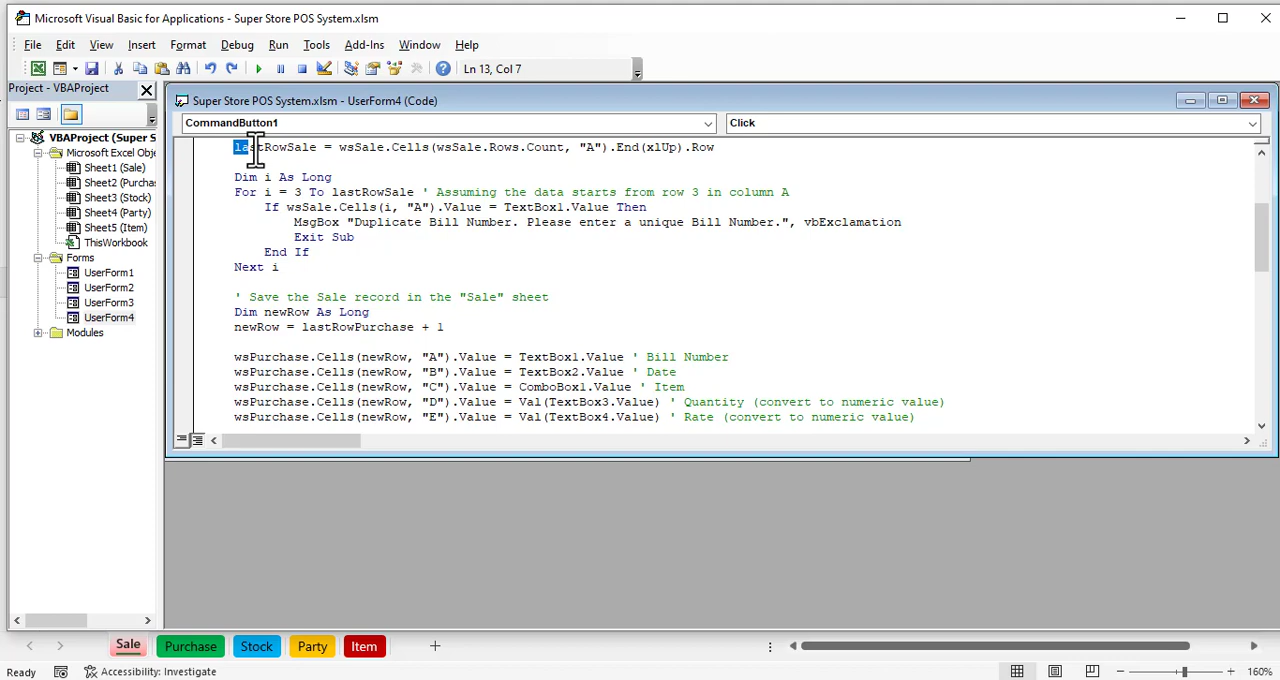 Microsoft Visual Basic for Applications - Super Store POS System.xlsm
File Edit View Insert Format Debug Run Tools Add-Ins Window Help
Ln 13, Col 7
Project - VBAProject
Super Store POS System.xlsm - UserForm4 (Code)
CommandButton1 Click
VBAProject (Super S
Microsoft Excel Obje
Sheet1 (Sale)
Sheet2 (Purcha
Sheet3 (Stock)
Sheet4 (Party)
Sheet5 (Item)
ThisWorkbook
Forms
UserForm1
UserForm2
UserForm3
UserForm4
Modules
lastRowSale = wsSale.Cells(wsSale.Rows.Count, "A").End(xlUp).Row
Dim i As Long
For i = 3 To lastRowSale ' Assuming the data starts from row 3 in column A
If wsSale.Cells(i, "A").Value = TextBox1.Value Then
MsgBox "Duplicate Bill Number. Please enter a unique Bill Number.", vbExclamation
Exit Sub
End If
Next i
' Save the Sale record in the "Sale" sheet
Dim newRow As Long
newRow = lastRowPurchase + 1
wsPurchase.Cells(newRow, "A").Value = TextBox1.Value ' Bill Number
wsPurchase.Cells(newRow, "B").Value = TextBox2.Value ' Date
wsPurchase.Cells(newRow, "C").Value = ComboBox1.Value ' Item
wsPurchase.Cells(newRow, "D").Value = Val(TextBox3.Value) ' Quantity (convert to numeric value)
wsPurchase.Cells(newRow, "E").Value = Val(TextBox4.Value) ' Rate (convert to numeric value)
Sale Purchase Stock Party Item
Ready Accessibility: Investigate 160%